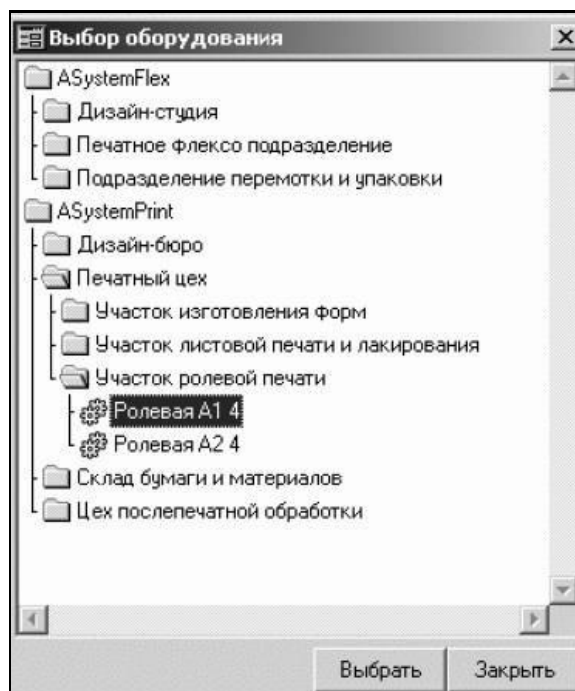 Выбор оборудования
ASystemFlex
Дизайн-студия
Печатное флексо подразделение
Подразделение перемотки и упаковки
ASystemPrint
Дизайн-бюро
Печатный цех
Участок изготовления форм
Участок листовой печати и лакирования
Участок ролевой печати
Ролевая А1 4
Ролевая А2 4
Склад бумаги и материалов
Цех послепечатной обработки
Выбрать Закрыть